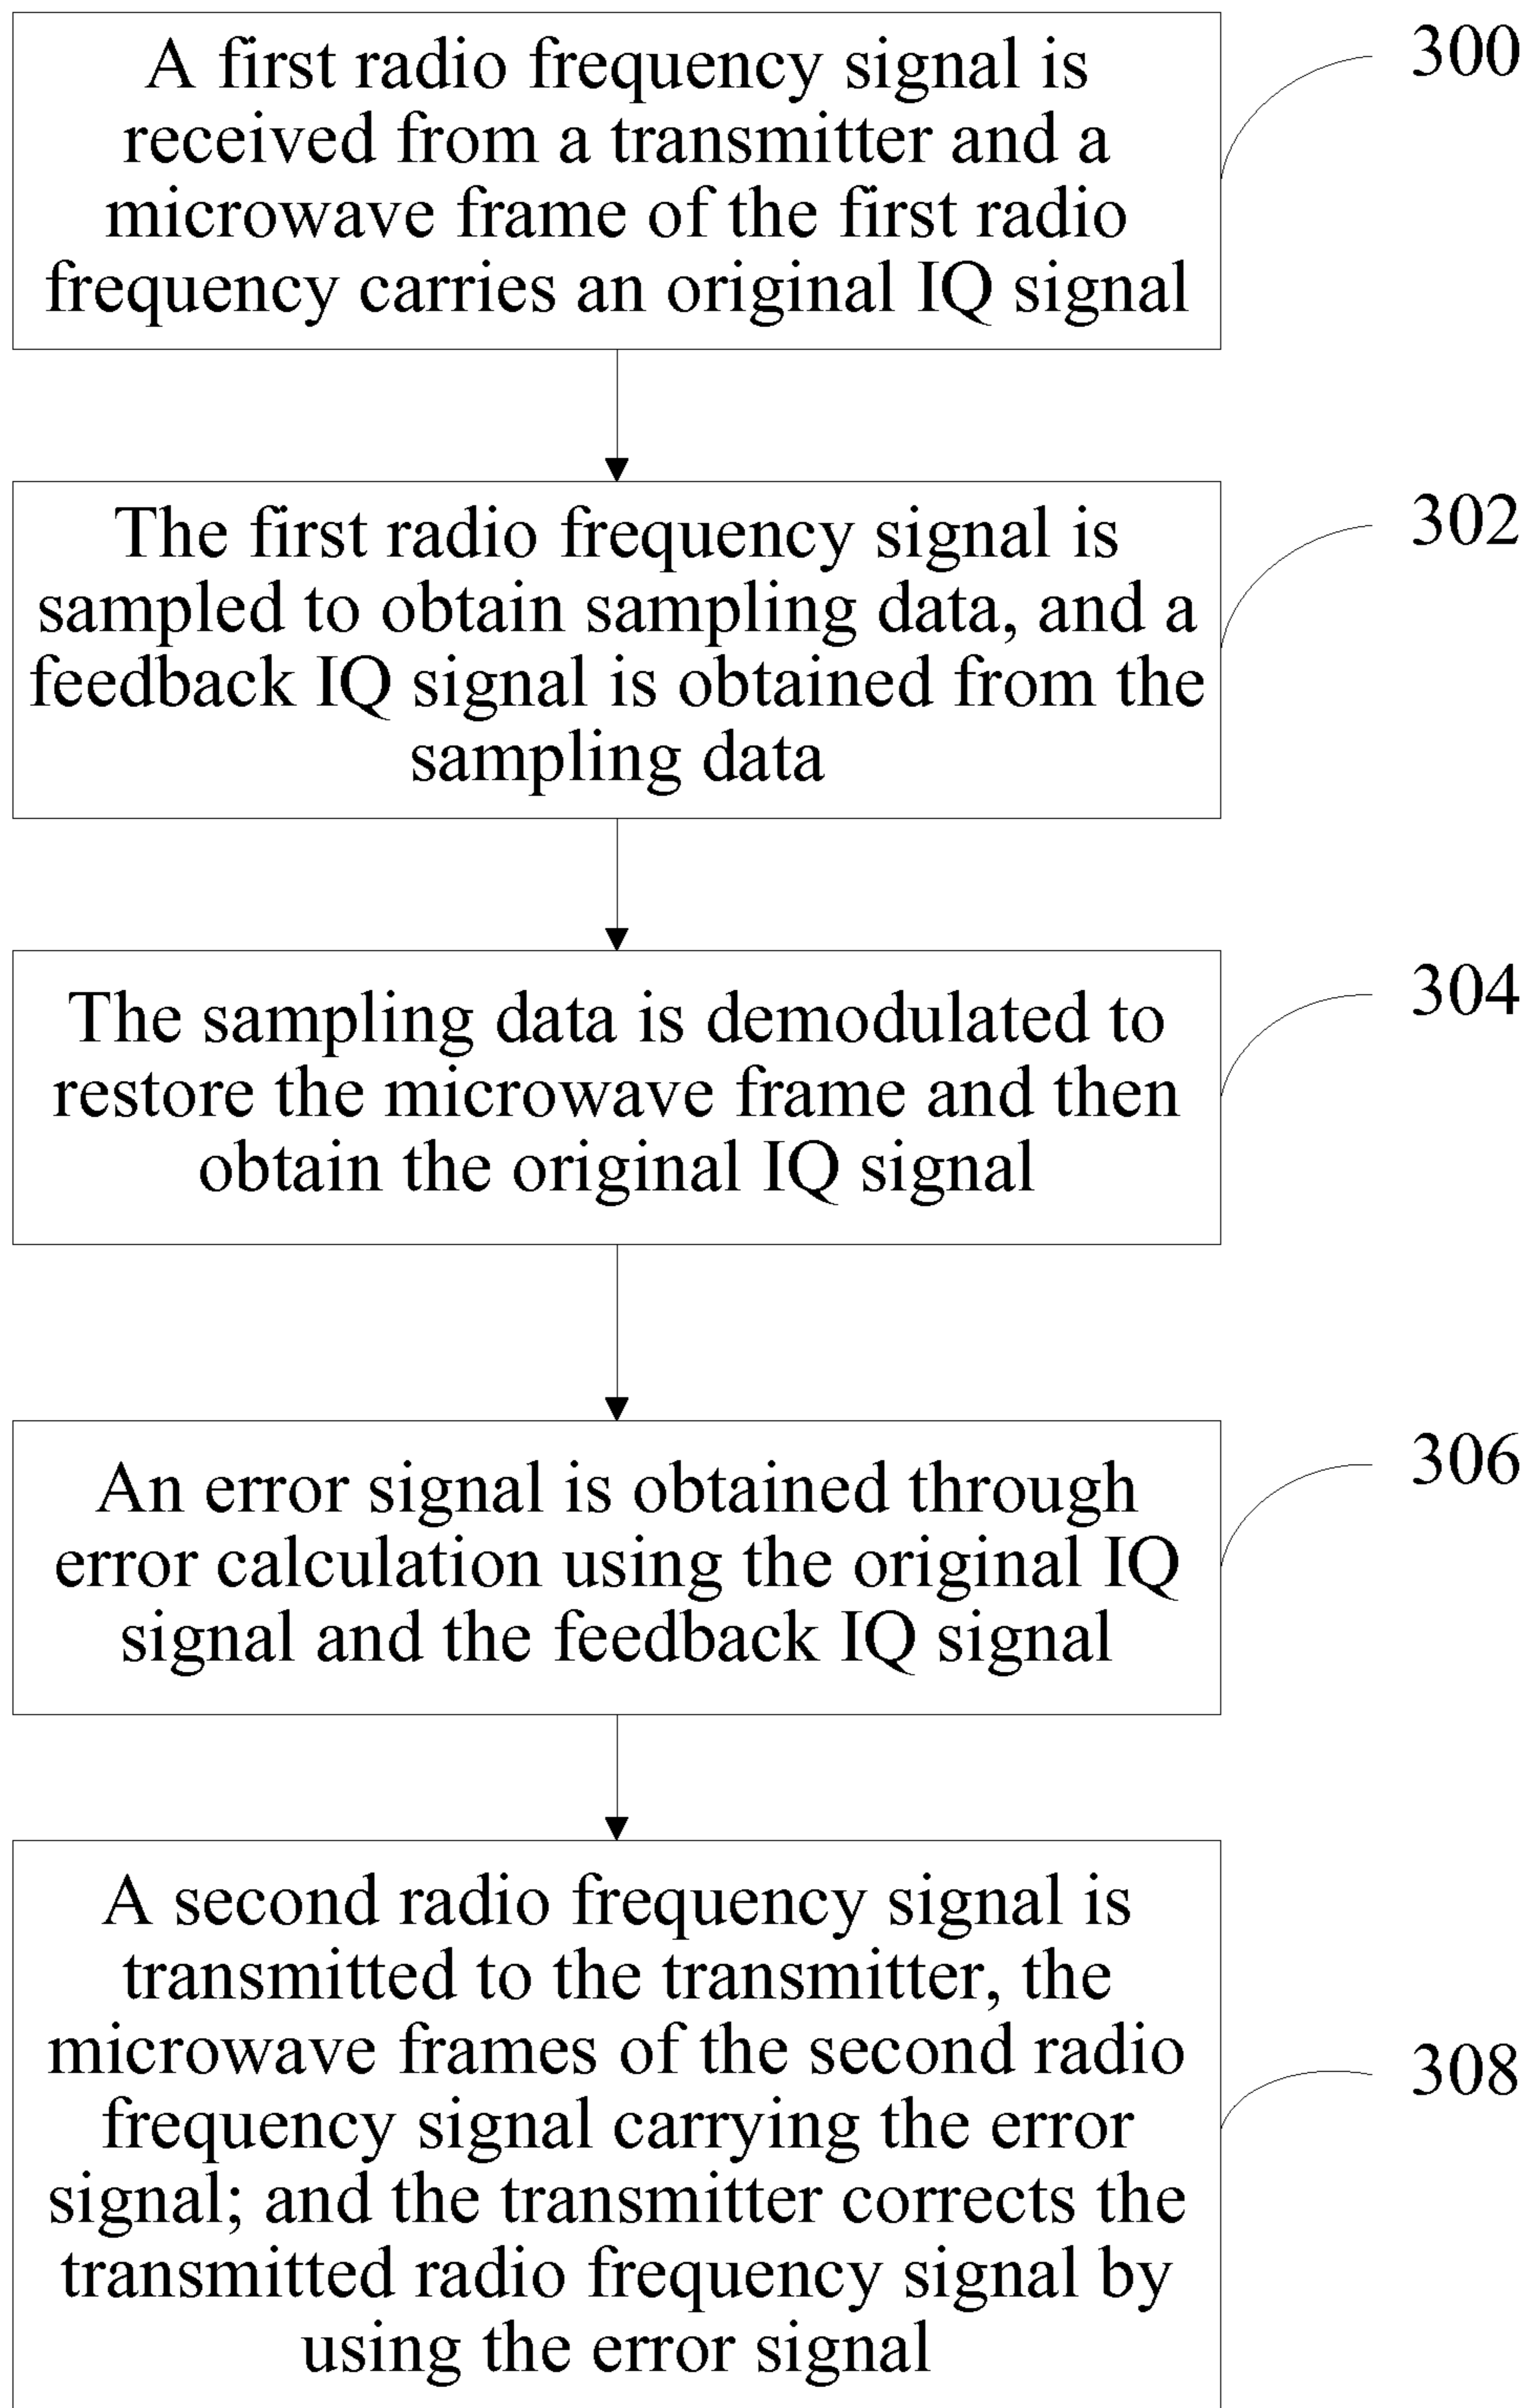 A first radio frequency signal is
received from a transmitter and a
microwave frame of the first radio
frequency carries an original IQ signal
300
The first radio frequency signal is
sampled to obtain sampling data, and a
feedback IQ signal is obtained from the
sampling data
302
The sampling data is demodulated to
restore the microwave frame and then
obtain the original IQ signal
304
An error signal is obtained through
error calculation using the original IQ
signal and the feedback IQ signal
306
A second radio frequency signal is
transmitted to the transmitter, the
microwave frames of the second radio
frequency signal carrying the error
signal; and the transmitter corrects the
transmitted radio frequency signal by
using the error signal
308